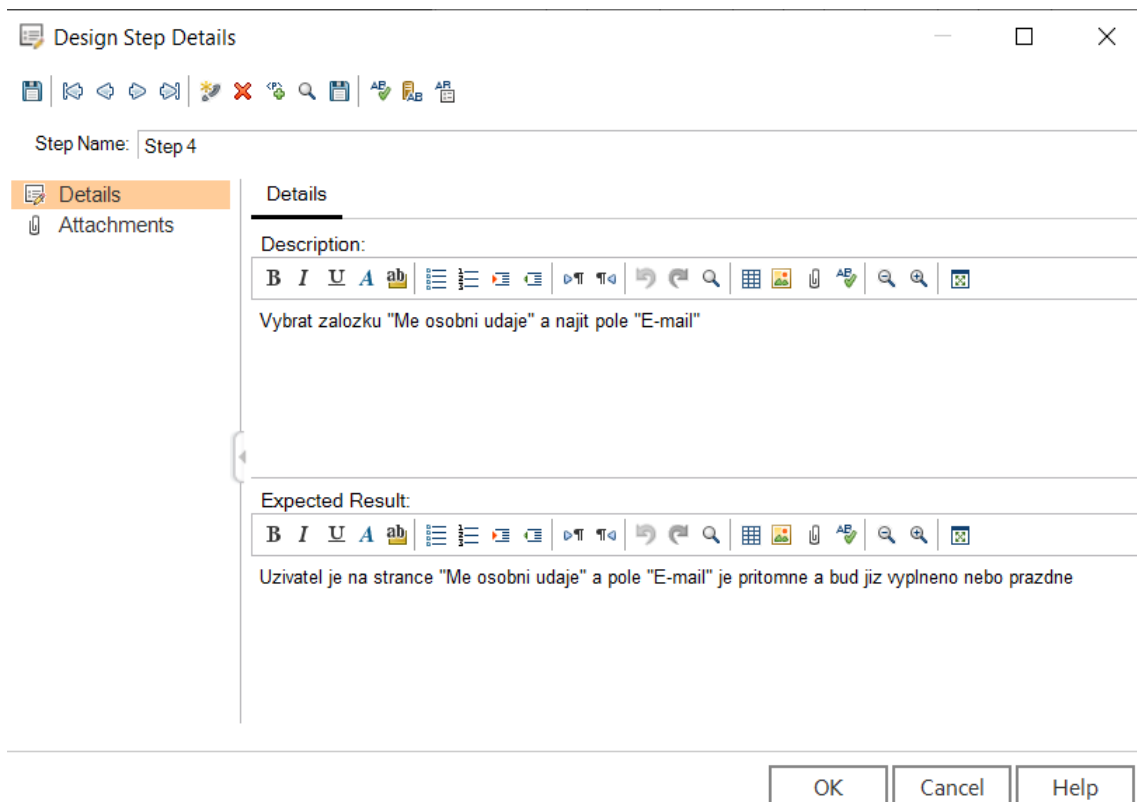 Design Step Details
Step Name: Step 4
Details
Attachments
Details
Description:
Vybrat zalozku "Me osobni udaje" a najit pole "E-mail"
Expected Result:
Uzivatel je na strance "Me osobni udaje" a pole "E-mail" je pritomne a bud jiz vyplneno nebo prazdne
OK Cancel Help